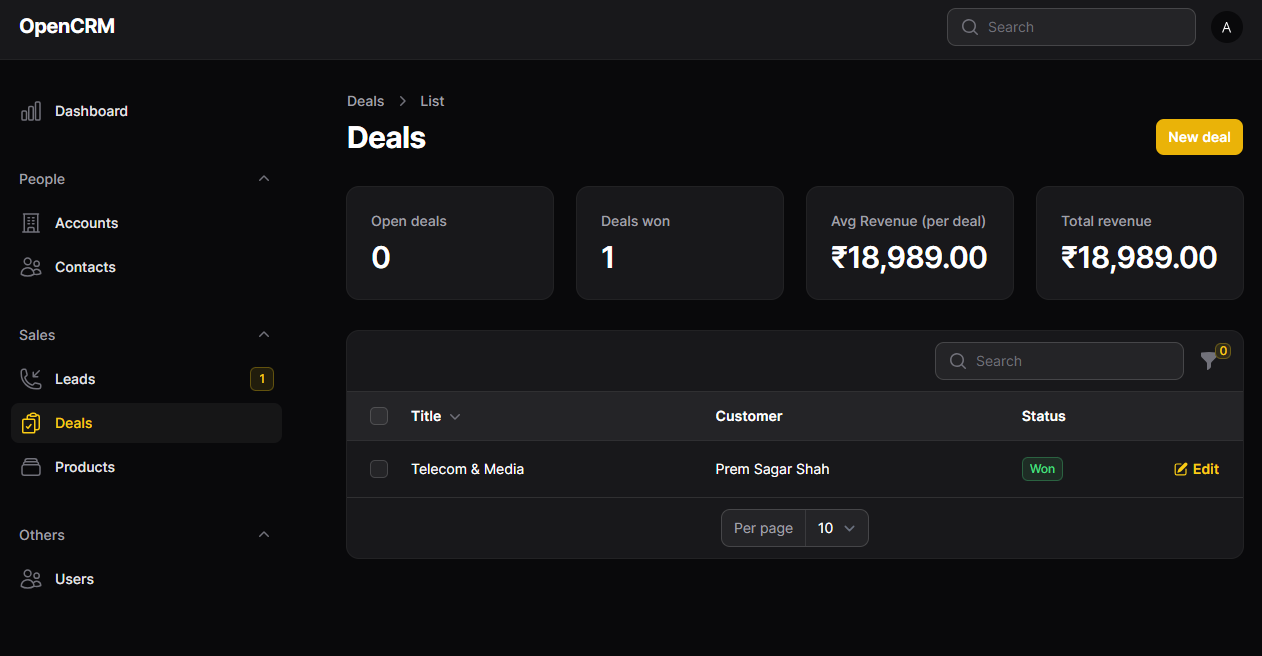 OpenCRM
Search
A
Dashboard
People
Accounts
Contacts
Sales
Leads
1
Deals
Products
Others
Users
Deals
List
Deals
New deal
Open deals
0
Deals won
1
Avg Revenue (per deal)
₹18,989.00
Total revenue
₹18,989.00
Search
0
Title
Customer
Status
Telecom & Media
Prem Sagar Shah
Won
Edit
Per page
10